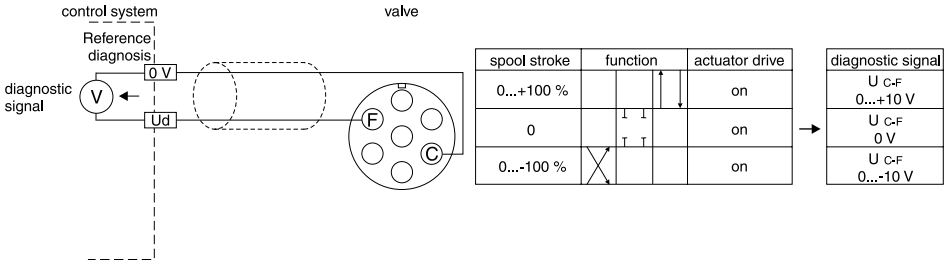 control system
valve
Reference
diagnosis
0 V
diagnostic
signal
V
Ud
F
C
spool stroke function actuator drive
0...+100 % on
0 on
0...-100 % on
diagnostic signal
U C-F
0...+10 V
U C-F
0 V
U C-F
0...-10 V